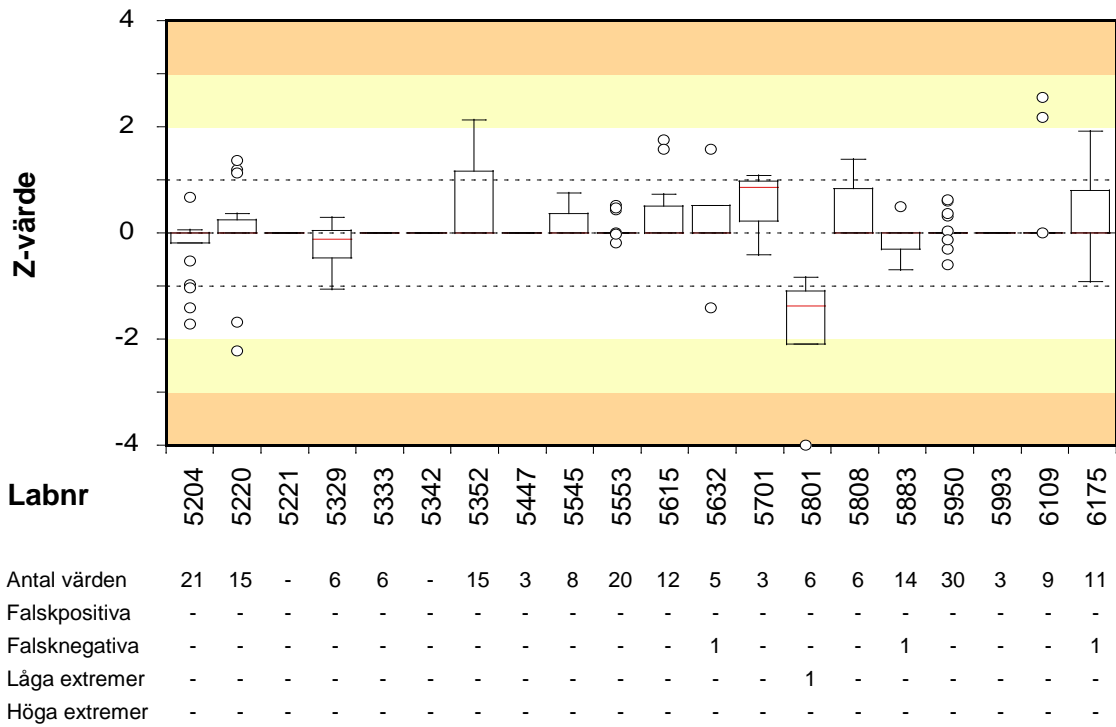 4
2
0
-2
-4
Z-värde
Labnr 5204 5220 5221 5329 5333 5342 5352 5447 5545 5553 5615 5632 5701 5801 5808 5883 5950 5993 6109 6175
Antal värden 21 15 - 6 6 - 15 3 8 20 12 5 3 6 6 14 30 3 9 11
Falskpositiva - - - - - - - - - - - - - - - - - - - -
Falsknegativa - - - - - - - - - - - 1 - - - 1 - - - 1
Låga extremer - - - - - - - - - - - - - 1 - - - - - -
Höga extremer - - - - - - - - - - - - - - - - - - - -